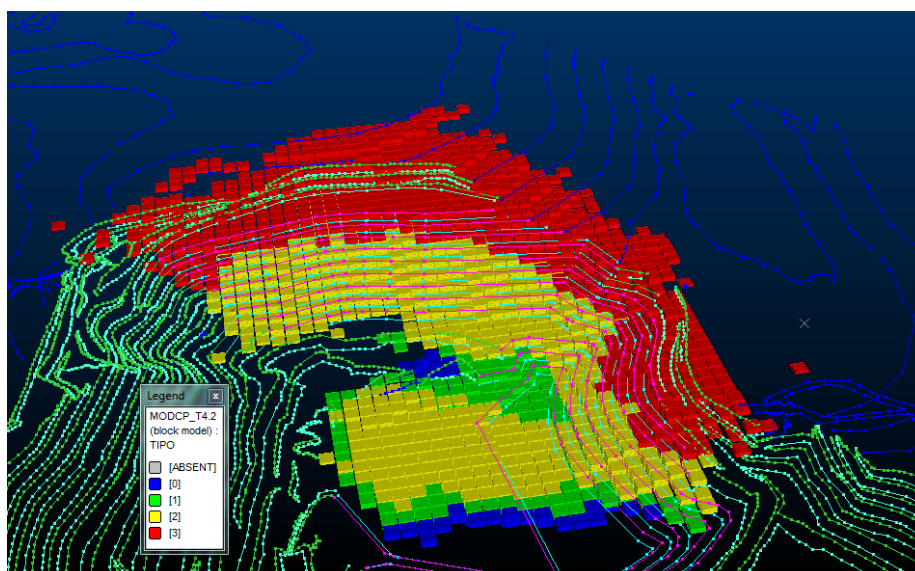 Legend
MODCP_T4.2
(block model) :
TIPO
[ABSENT]
[0]
[1]
[2]
[3]